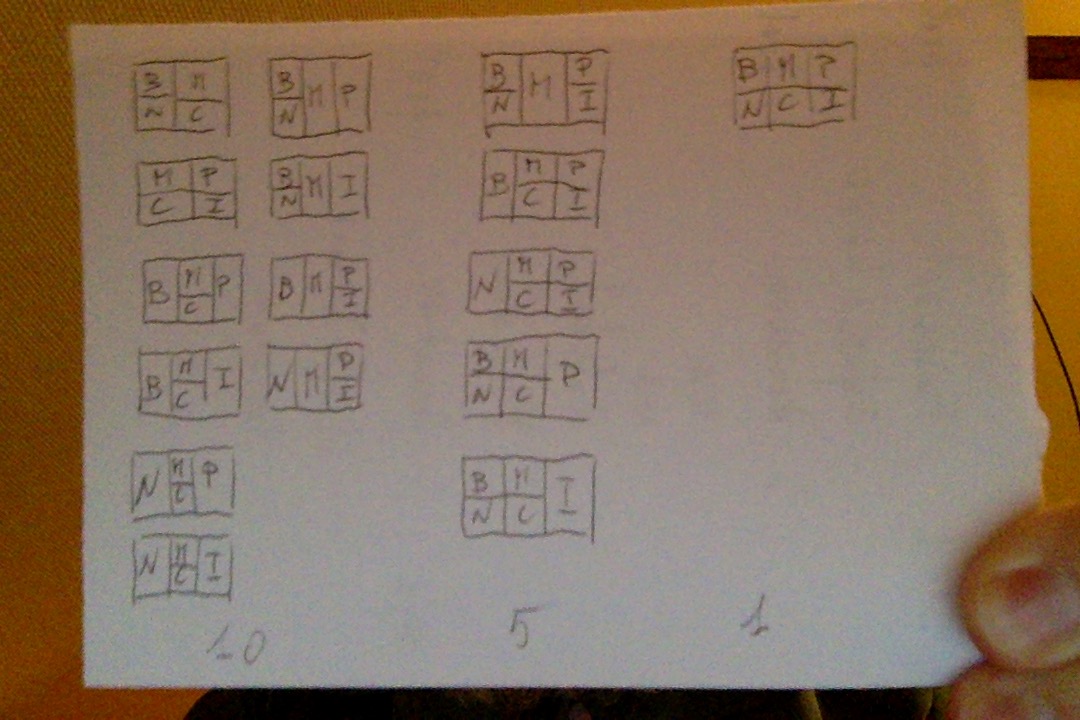 B M B M P B M P B M P
N C N N I N C I
M P B M I B M P
C I N C I
B M P B M P N M P
C I C I
B M I N M P B M P
C I N C
N M P B M I
C N C
N M I
C
10 5 1